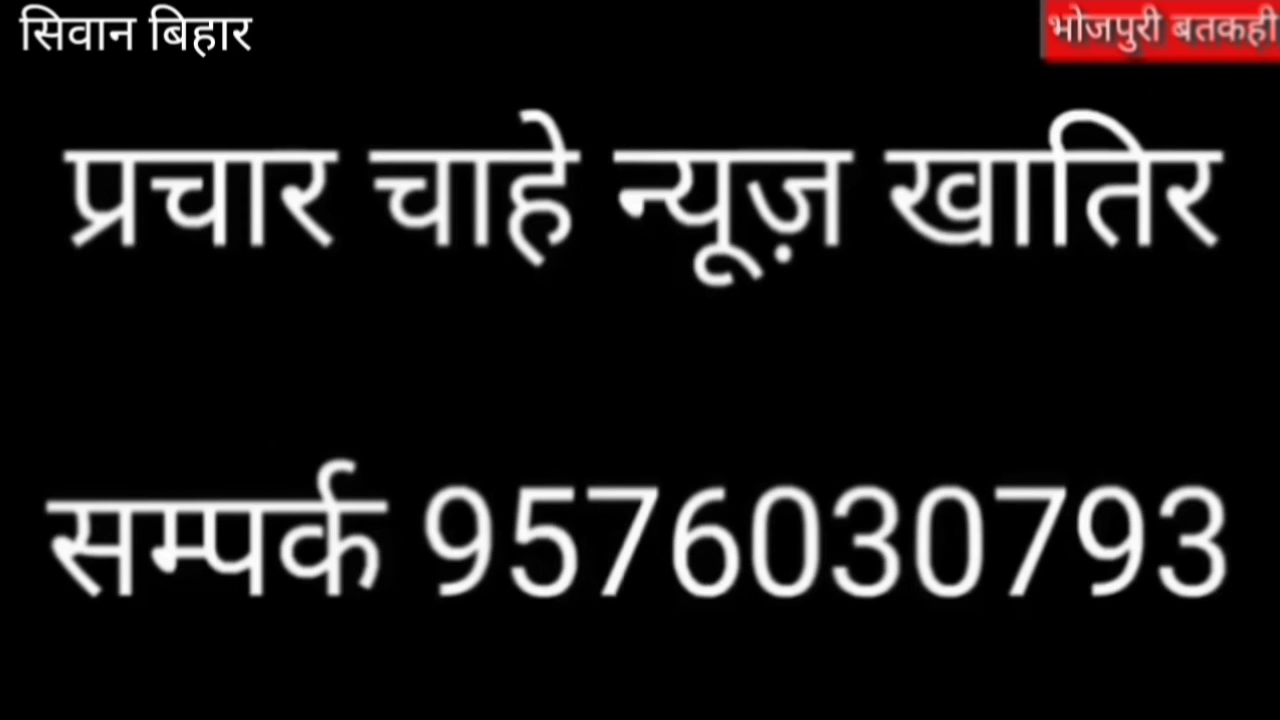 सिवान बिहार
भोजपुरी बतकही
प्रचार चाहे न्यूज़ खातिर
सम्पर्क 9576030793